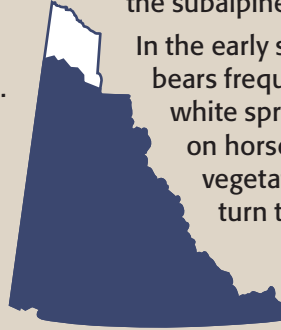 the subalpine
In the early s
bears frequ
white spr
on horse
vegeta
turn t